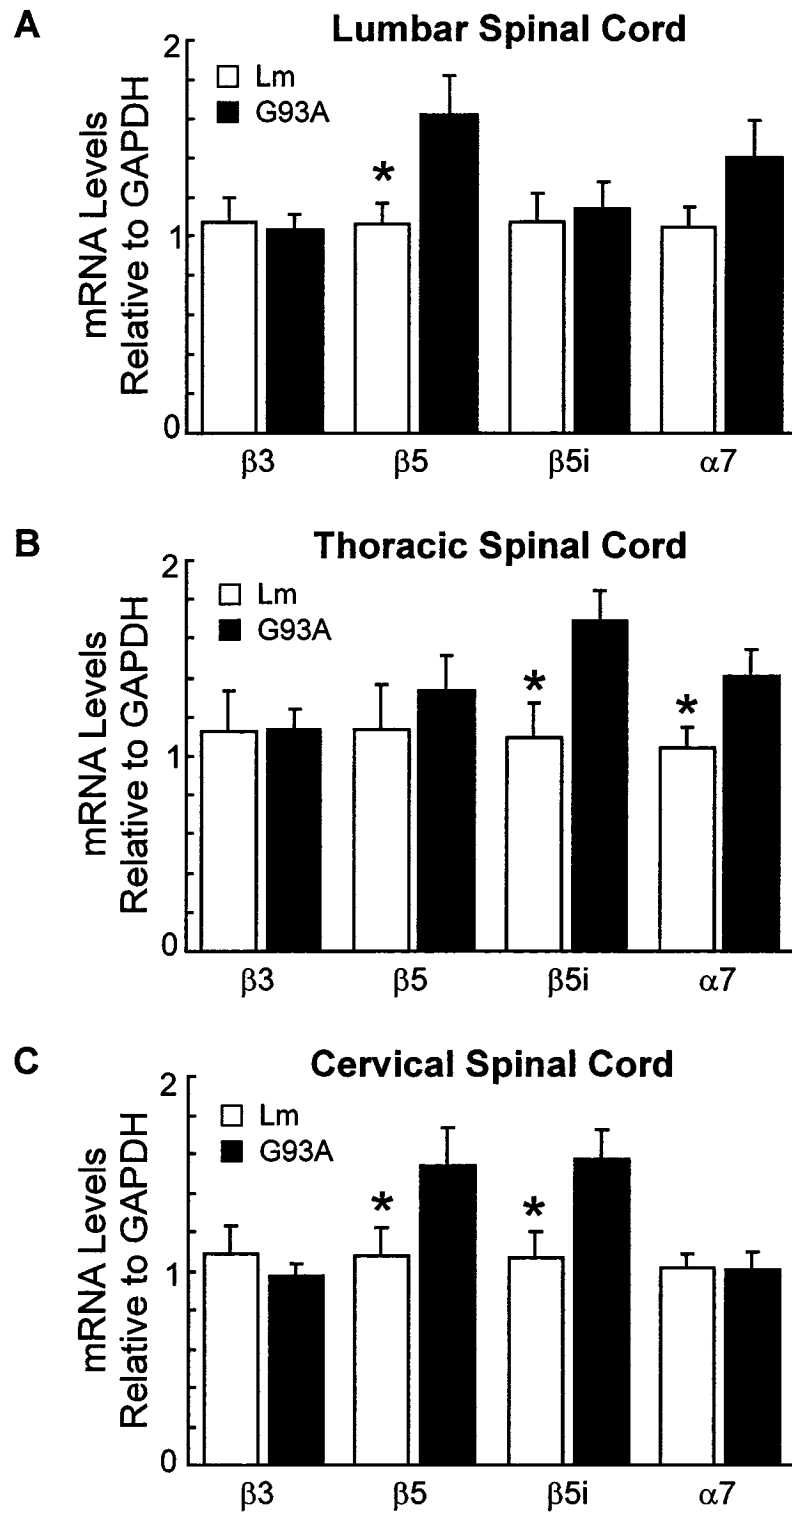 A
Lumbar Spinal Cord
mRNA Levels
Relative to GAPDH
2
1
0
Lm
G93A
*
β3
β5
β5i
α7
B
Thoracic Spinal Cord
mRNA Levels
Relative to GAPDH
2
1
0
Lm
G93A
*
*
β3
β5
β5i
α7
C
Cervical Spinal Cord
mRNA Levels
Relative to GAPDH
2
1
0
Lm
G93A
*
*
β3
β5
β5i
α7